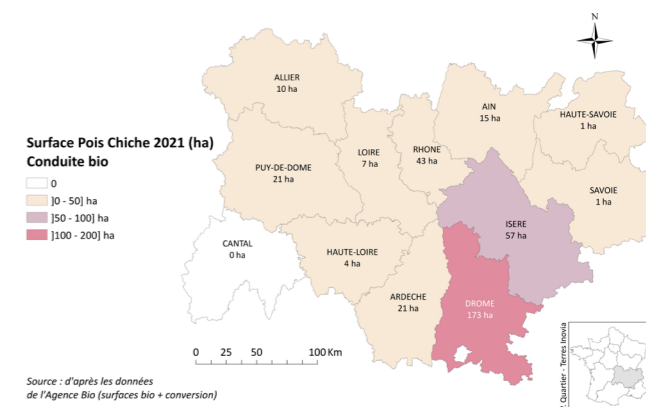 N
ALLIER
10 ha
AIN
15 ha
HAUTE-SAVOIE
1 ha
Surface Pois Chiche 2021 (ha)
Conduite bio
0
]0 - 50] ha
]50 - 100] ha
]100 - 200] ha
LOIRE
7 ha
RHONE
43 ha
PUY-DE-DOME
21 ha
SAVOIE
1 ha
ISERE
57 ha
CANTAL
0 ha
HAUTE-LOIRE
4 ha
ARDECHE
21 ha
DROME
173 ha
0 25 50 100 Km
Source : d'après les données
de l'Agence Bio (surfaces bio + conversion)
Quartier - Terres Inovia